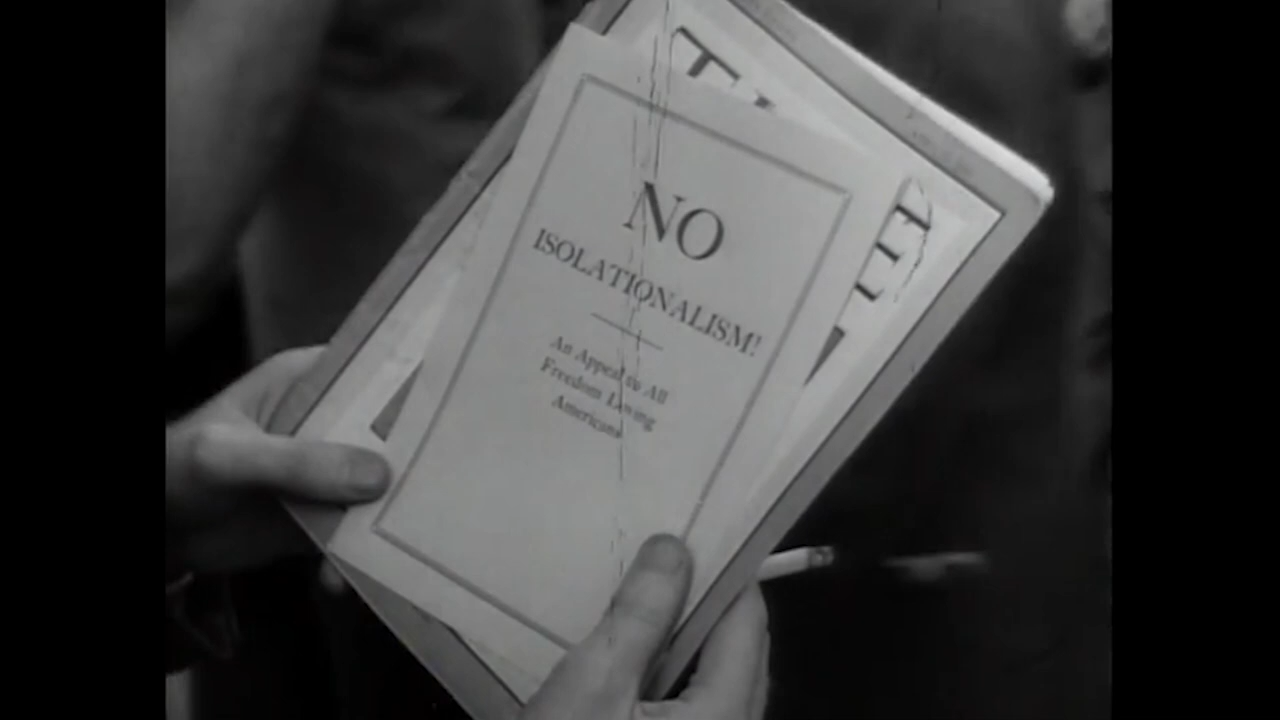 NO
ISOLATIONALISM!
An Appeal to All
Freedom Loving
Americans